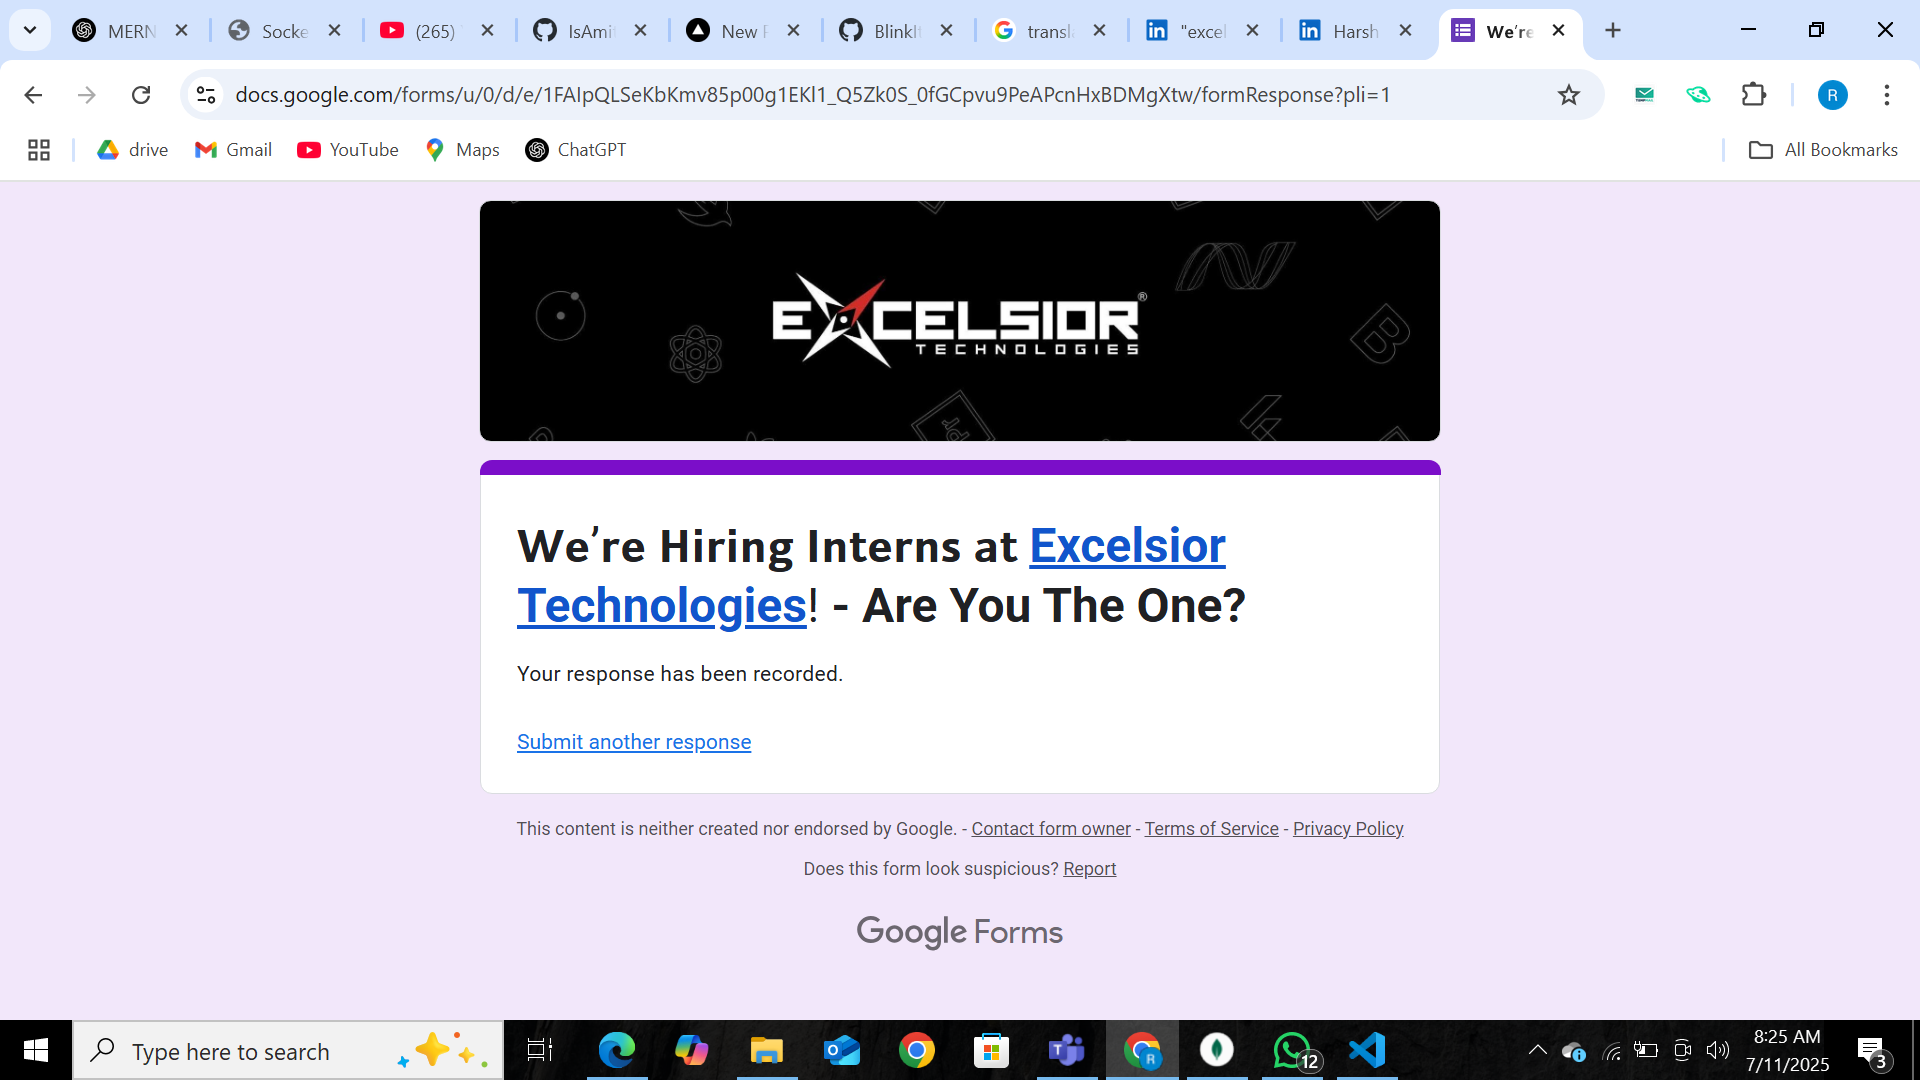 MERN
Socke
(265)
IsAmi
New
BlinkIt
transla
"excel
Harsh
We're
docs.google.com/forms/u/0/d/e/1FAIpQLSeKbKmv85p00g1EKl1_Q5Zk0S_0fGCpvu9PeAPcnHxBDMgXtw/formResponse?pli=1
R
drive
Gmail
YouTube
Maps
ChatGPT
All Bookmarks
EXCELSIOR®
TECHNOLOGIES
We’re Hiring Interns at Excelsior
Technologies! - Are You The One?
Your response has been recorded.
Submit another response
This content is neither created nor endorsed by Google. - Contact form owner - Terms of Service - Privacy Policy
Does this form look suspicious? Report
Google Forms
Type here to search
R
12
8:25 AM
7/11/2025
3